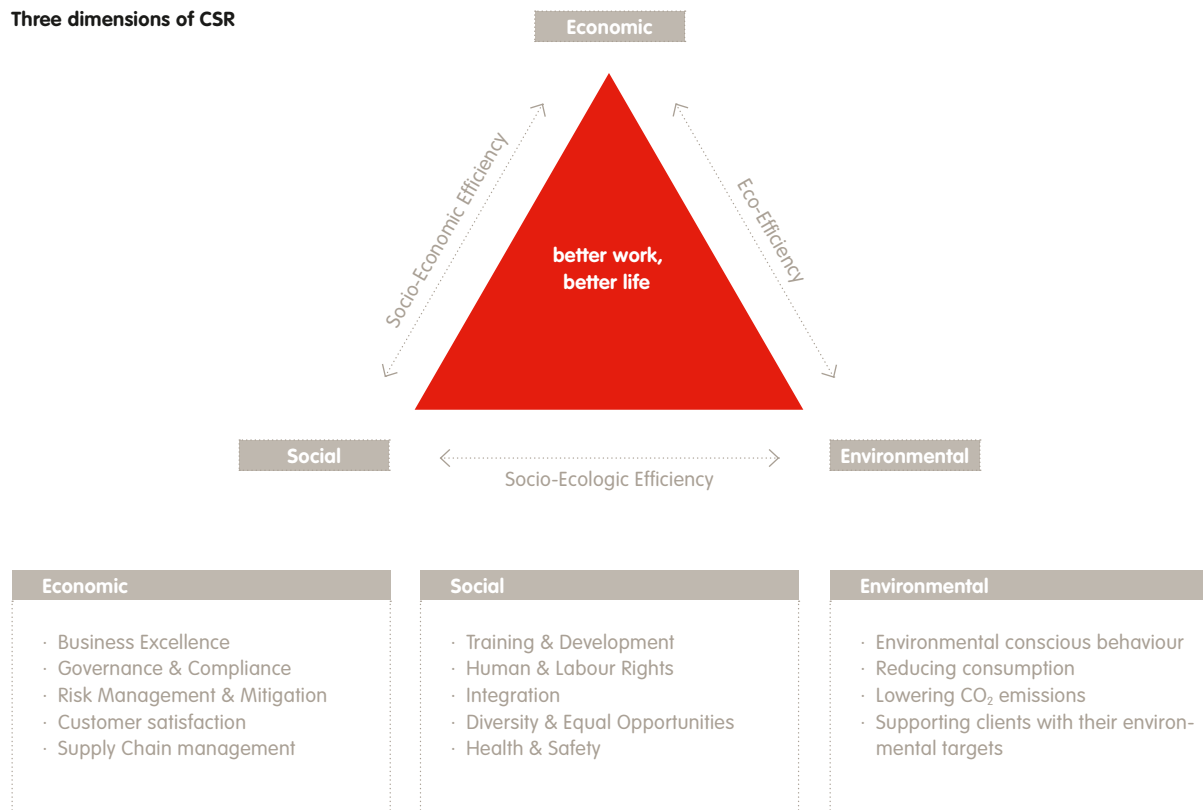 Three dimensions of CSR
Economic
Socio-Economic Efficiency
Eco-Efficiency
better work,
better life
Social
Environmental
Socio-Ecologic Efficiency
Economic
· Business Excellence
· Governance & Compliance
· Risk Management & Mitigation
· Customer satisfaction
· Supply Chain management
Social
· Training & Development
· Human & Labour Rights
· Integration
· Diversity & Equal Opportunities
· Health & Safety
Environmental
· Environmental conscious behaviour
· Reducing consumption
· Lowering CO₂ emissions
· Supporting clients with their environ-
mental targets